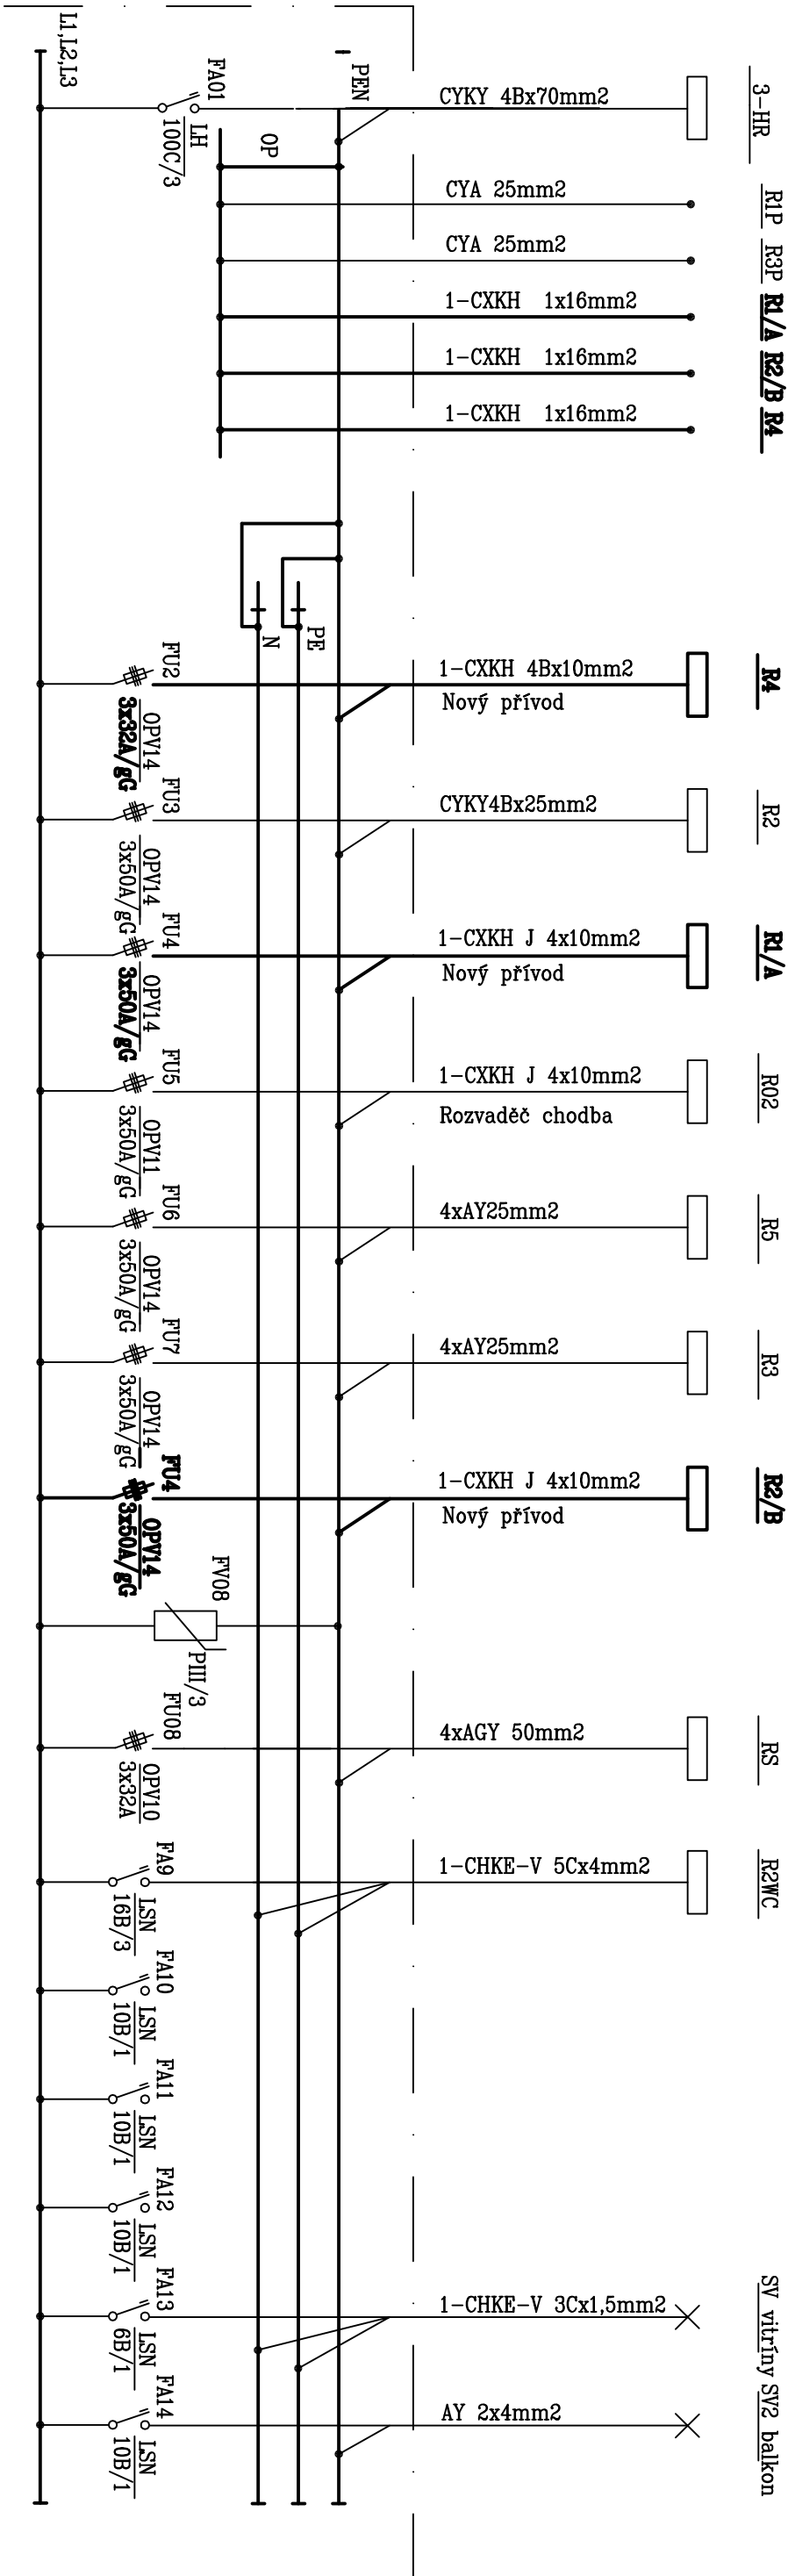 L1,L2,L3
PEN
FA01
LH
100C/3
OP
CYKY 4Bx70mm2
3-HR
CYA 25mm2
R1P
CYA 25mm2
R3P
1-CXKH 1x16mm2
R1/A
1-CXKH 1x16mm2
R2/B
1-CXKH 1x16mm2
R4
PE
N
FU2
OPV14
3x32A/gG
1-CXKH 4Bx10mm2
Nový přívod
R4
FU3
OPV14
3x50A/gG
CYKY4Bx25mm2
R2
FU4
OPV14
3x50A/gG
1-CXKH J 4x10mm2
Nový přívod
R1/A
FU5
OPV11
3x50A/gG
1-CXKH J 4x10mm2
Rozvaděč chodba
R02
FU6
OPV14
3x50A/gG
4xAY25mm2
R5
FU7
OPV14
3x50A/gG
4xAY25mm2
R3
FU4
OPV14
3x50A/gG
1-CXKH J 4x10mm2
Nový přívod
R2/B
FV08
PIII/3
FU08
OPV10
3x32A
4xAGY 50mm2
RS
FA9
LSN
16B/3
1-CHKE-V 5Cx4mm2
R2WC
FA10
LSN
10B/1
FA11
LSN
10B/1
FA12
LSN
10B/1
FA13
LSN
6B/1
1-CHKE-V 3Cx1,5mm2
SV vitríny
FA14
LSN
10B/1
AY 2x4mm2
SV2 balkon